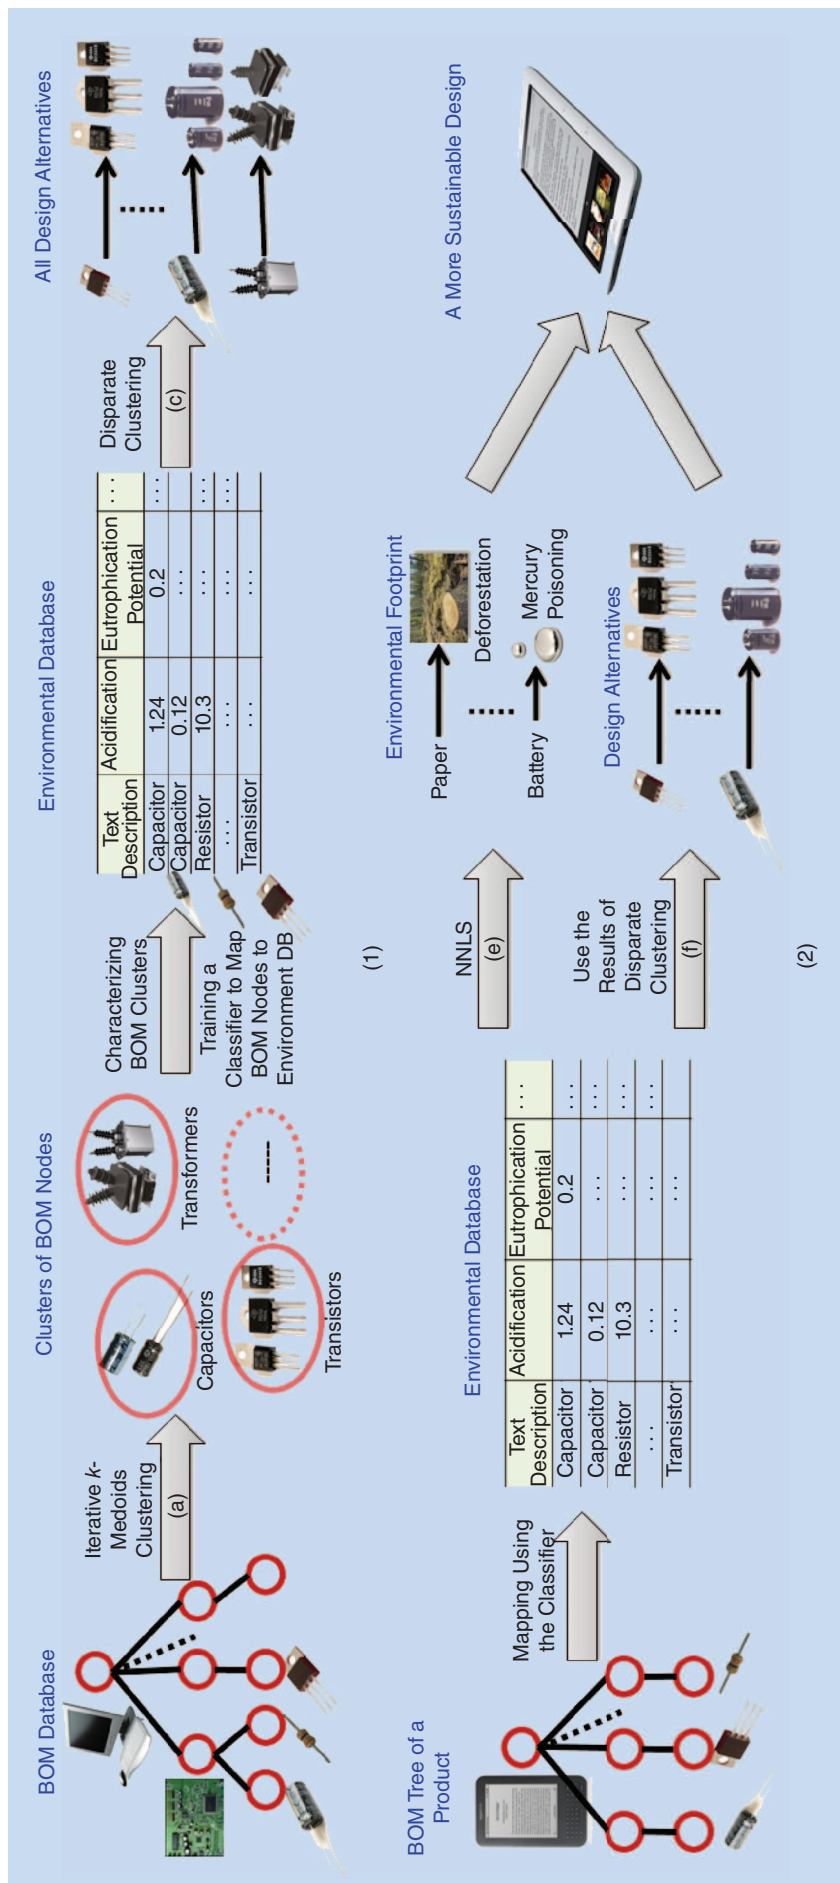 BOM Database
Iterative k-
Medoids
Clustering
(a)
Clusters of BOM Nodes
Capacitors
Transformers
Transistors
Characterizing
BOM Clusters
Training a
Classifier to Map
BOM Nodes to
Environment DB
Environmental Database
Text
Description
Acidification
Eutrophication
Potential
. . .
Capacitor
1.24
0.2
. . .
Capacitor
0.12
. . .
Resistor
10.3
. . .
. . .
. . .
. . .
. . .
. . .
Transistor
. . .
. . .
Disparate
Clustering
(c)
All Design Alternatives
(1)
BOM Tree of a
Product
Mapping Using
the Classifier
Environmental Database
Text
Description
Acidification
Eutrophication
Potential
. . .
Capacitor
1.24
0.2
. . .
Capacitor
0.12
. . .
. . .
Resistor
10.3
. . .
. . .
. . .
. . .
. . .
. . .
Transistor
. . .
. . .
NNLS
(e)
Use the
Results of
Disparate
Clustering
(f)
Environmental Footprint
Paper
Deforestation
Battery
Mercury
Poisoning
Design Alternatives
A More Sustainable Design
(2)